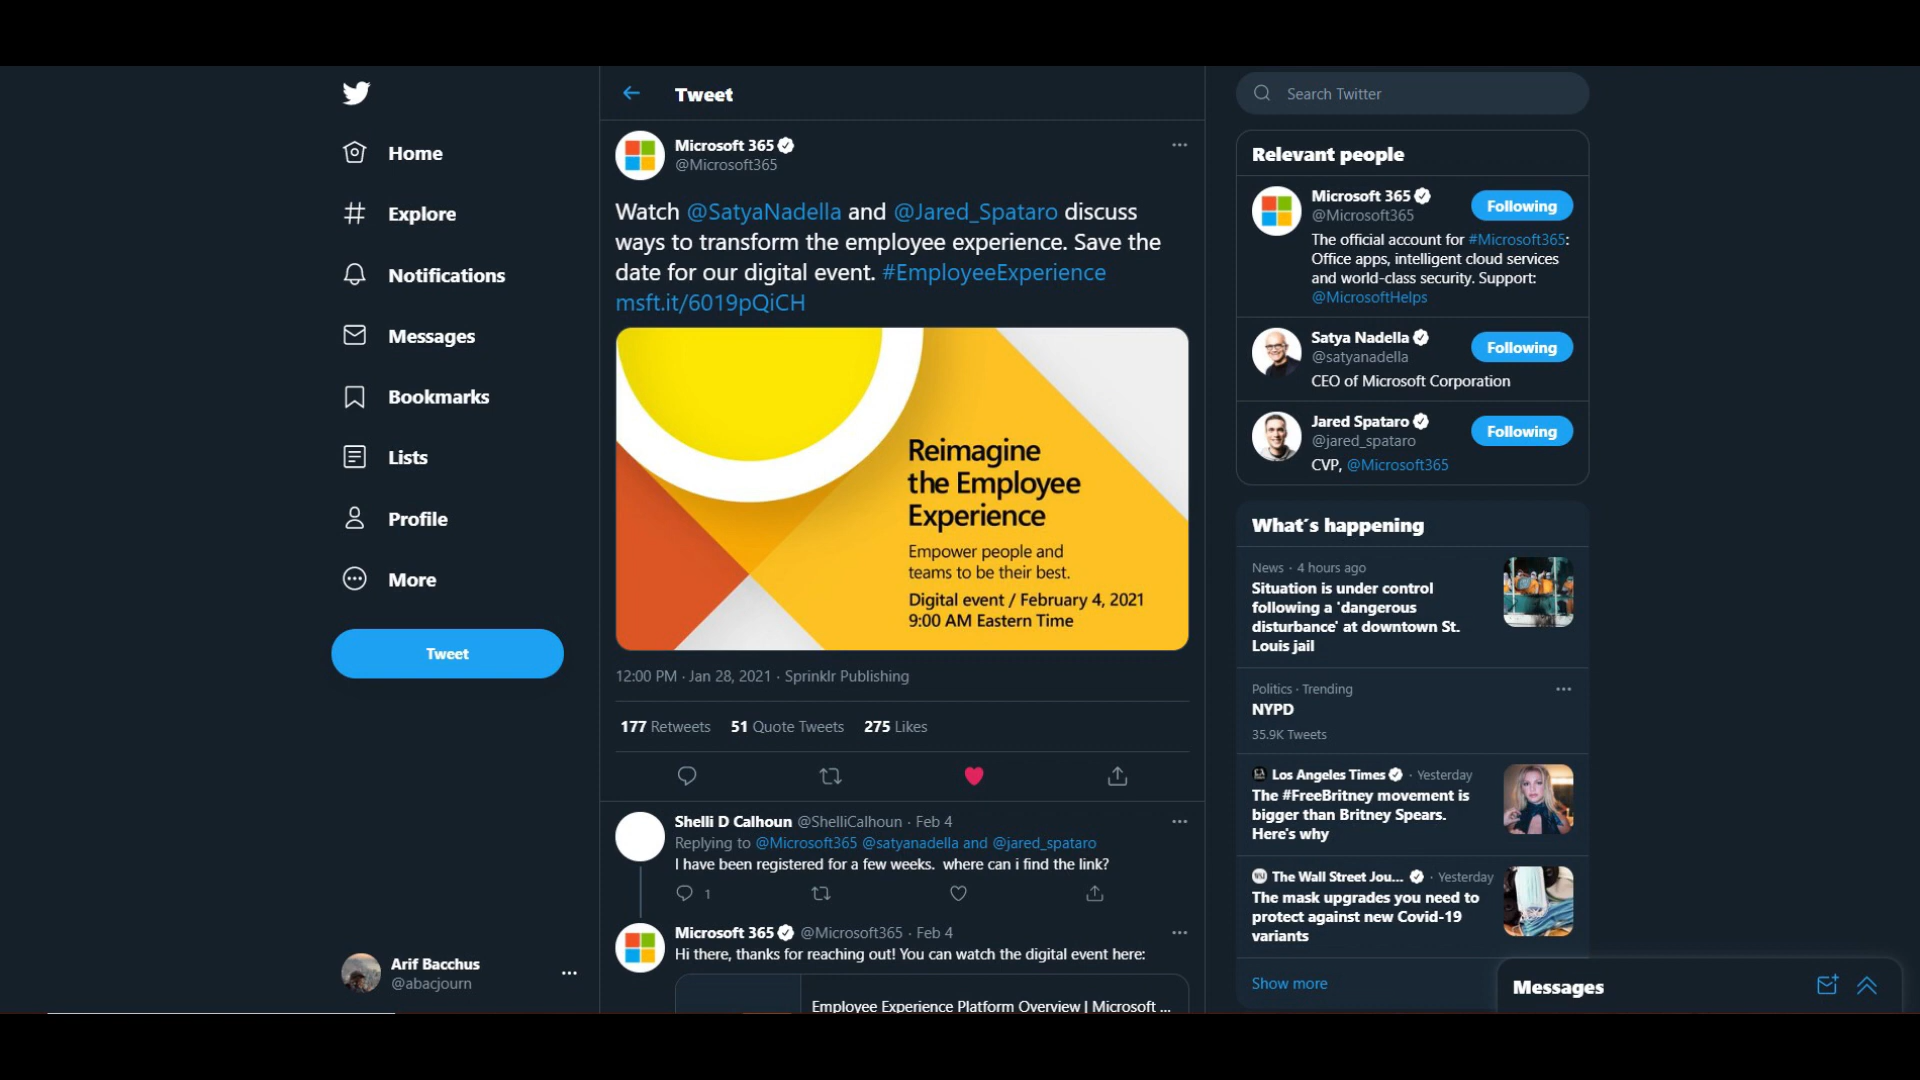 Home
Explore
Notifications
Messages
Bookmarks
Lists
Profile
More
Tweet
Arif Bacchus
@abacjourn
Tweet
Microsoft 365
@Microsoft365
Watch @SatyaNadella and @Jared_Spataro discuss
ways to transform the employee experience. Save the
date for our digital event. #EmployeeExperience
msft.it/6019pQiCH
Reimagine
the Employee
Experience
Empower people and
teams to be their best.
Digital event / February 4, 2021
9:00 AM Eastern Time
12:00 PM · Jan 28, 2021 · Sprinklr Publishing
177 Retweets 51 Quote Tweets 275 Likes
Shelli D Calhoun @ShelliCalhoun · Feb 4
Replying to @Microsoft365 @satyanadella and @jared_spataro
I have been registered for a few weeks. where can i find the link?
1
Microsoft 365 @Microsoft365 · Feb 4
Hi there, thanks for reaching out! You can watch the digital event here:
Employee Experience Platform Overview | Microsoft ...
Search Twitter
Relevant people
Microsoft 365
@Microsoft365
Following
The official account for #Microsoft365:
Office apps, intelligent cloud services
and world-class security. Support:
@MicrosoftHelps
Satya Nadella
@satyanadella
Following
CEO of Microsoft Corporation
Jared Spataro
@jared_spataro
Following
CVP, @Microsoft365
What´s happening
News · 4 hours ago
Situation is under control
following a 'dangerous
disturbance' at downtown St.
Louis jail
Politics · Trending
NYPD
35.9K Tweets
Los Angeles Times · Yesterday
The #FreeBritney movement is
bigger than Britney Spears.
Here's why
The Wall Street Jou... · Yesterday
The mask upgrades you need to
protect against new Covid-19
variants
Show more
Messages